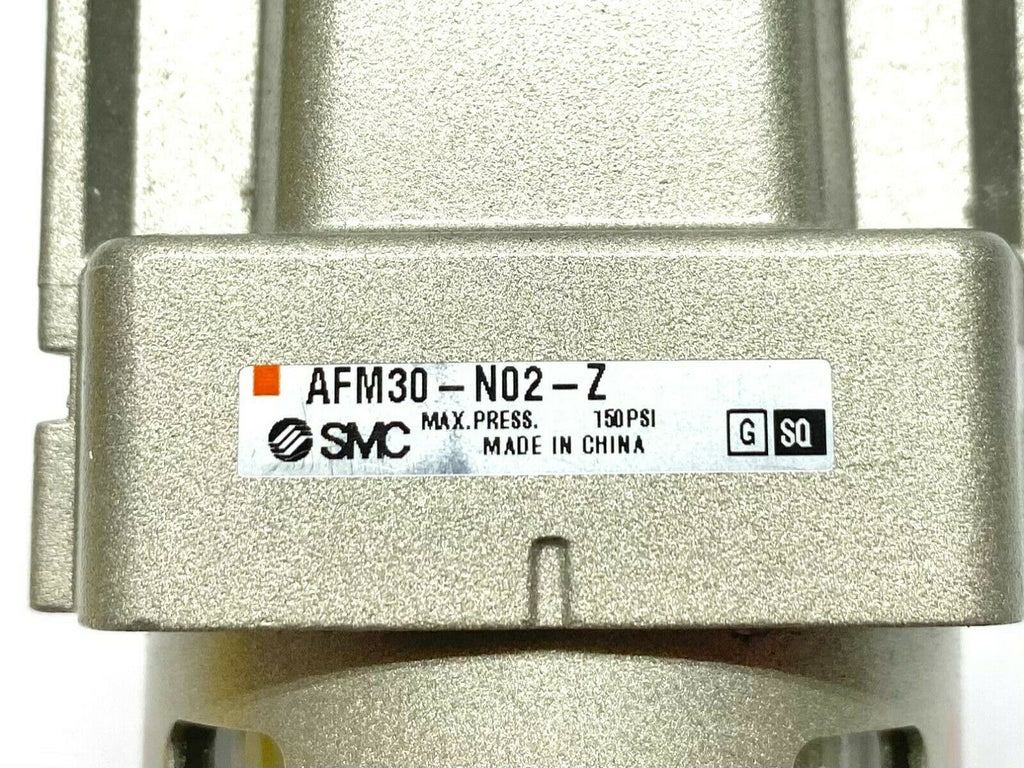 AFM30-N02-Z
SMC MAX.PRESS. 150PSI
MADE IN CHINA
G SQ